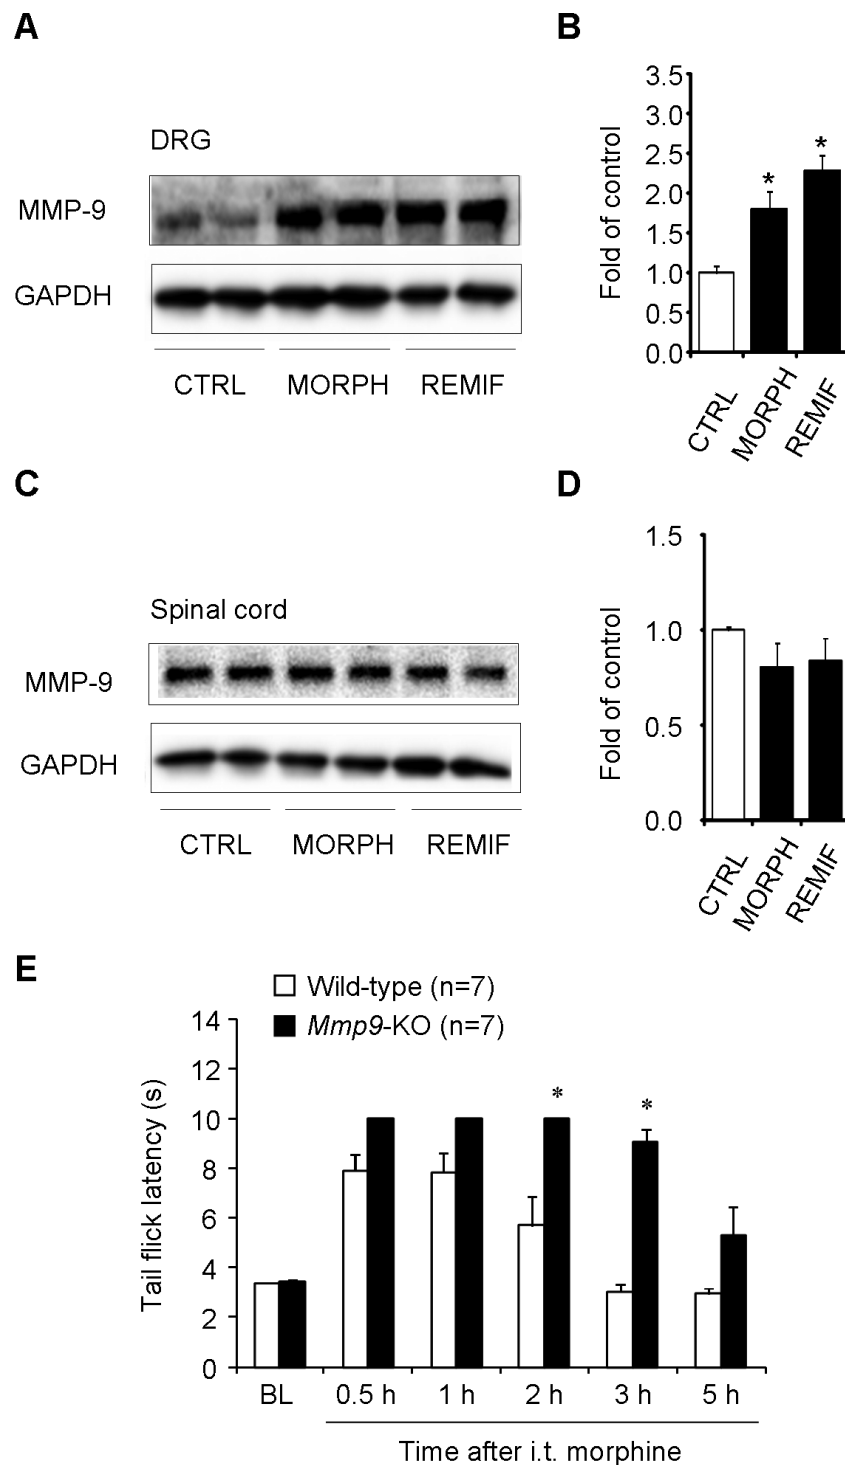 A
DRG
MMP-9
GAPDH
CTRL MORPH REMIF
B
Fold of control
3.5
3.0
2.5
2.0
1.5
1.0
0.5
0.0
*
*
CTRL
MORPH
REMIF
C
Spinal cord
MMP-9
GAPDH
CTRL MORPH REMIF
D
Fold of control
1.5
1.0
0.5
0.0
CTRL
MORPH
REMIF
E
Wild-type (n=7)
Mmp9-KO (n=7)
Tail flick latency (s)
14
12
10
8
6
4
2
0
*
*
BL 0.5 h 1 h 2 h 3 h 5 h
Time after i.t. morphine